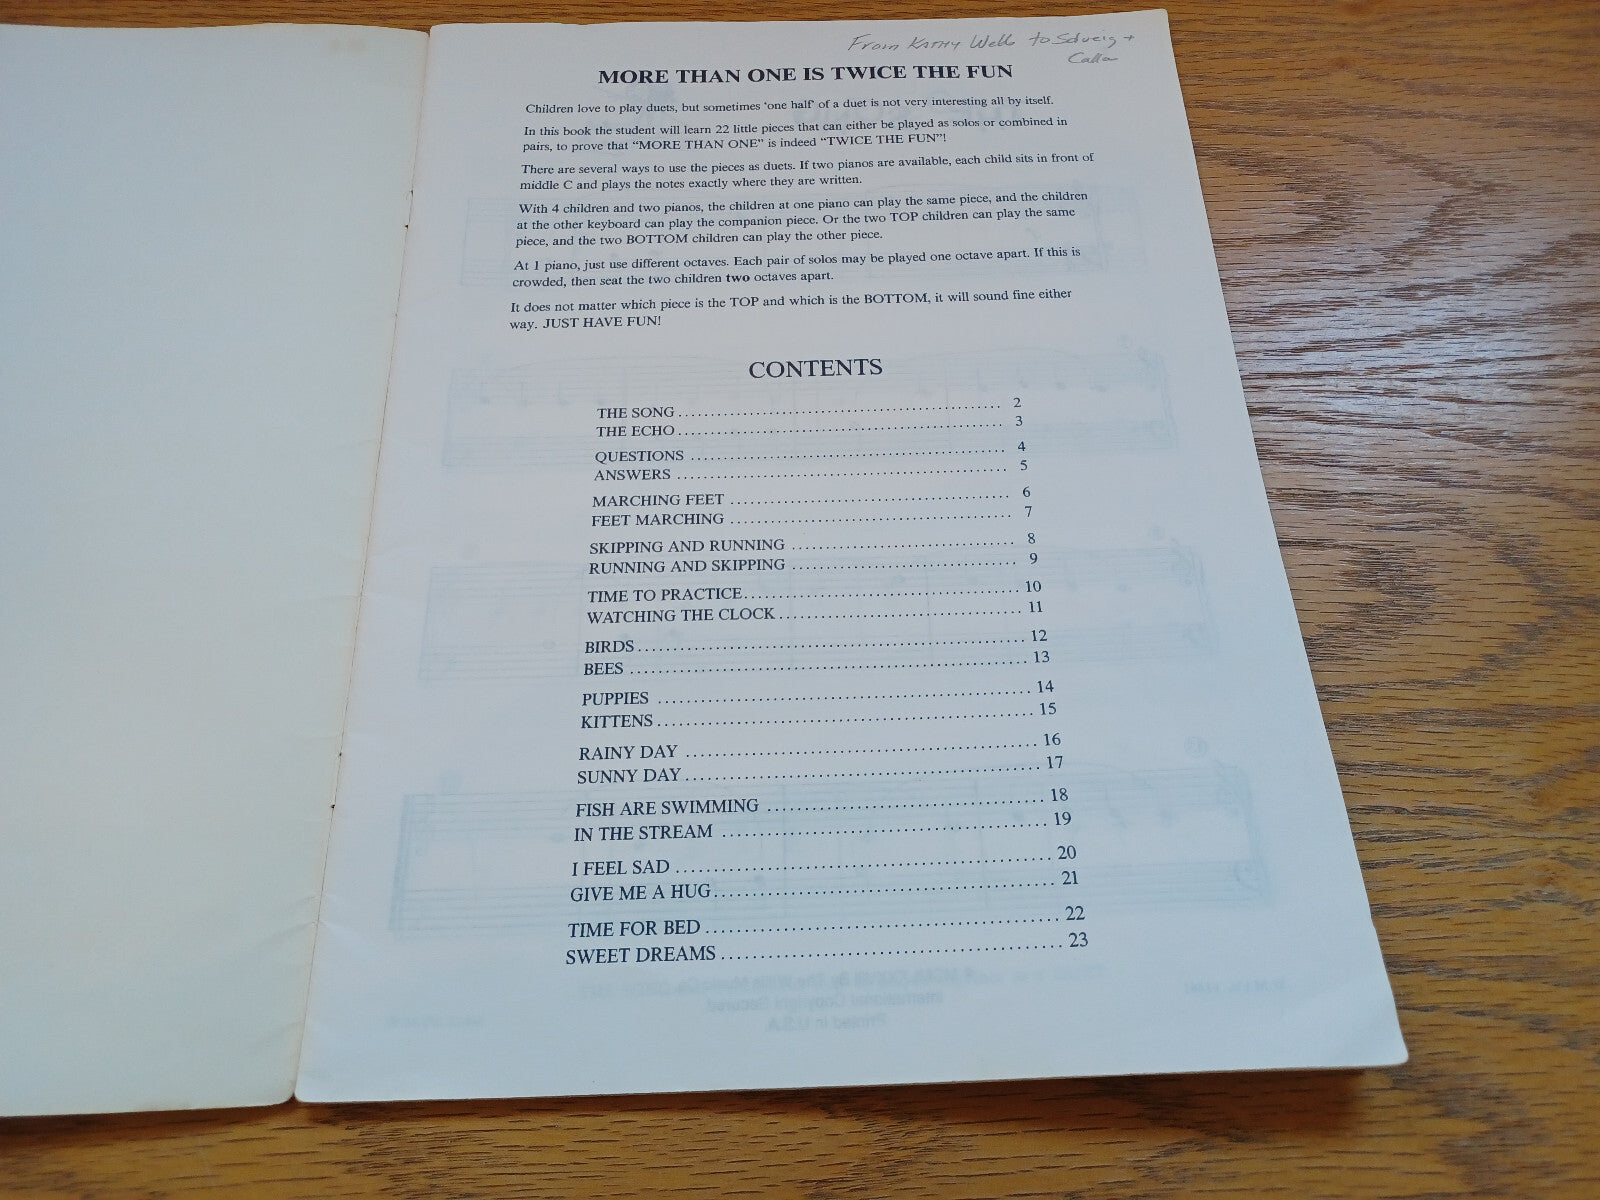 From Kathy Well to Solveig +
Calla
MORE THAN ONE IS TWICE THE FUN
Children love to play duets, but sometimes 'one half' of a duet is not very interesting all by itself.
In this book the student will learn 22 little pieces that can either be played as solos or combined in
pairs, to prove that “MORE THAN ONE” is indeed “TWICE THE FUN”!
There are several ways to use the pieces as duets. If two pianos are available, each child sits in front of
middle C and plays the notes exactly where they are written.
With 4 children and two pianos, the children at one piano can play the same piece, and the children
at the other keyboard can play the companion piece. Or the two TOP children can play the same
piece, and the two BOTTOM children can play the other piece.
At 1 piano, just use different octaves. Each pair of solos may be played one octave apart. If this is
crowded, then seat the two children two octaves apart.
It does not matter which piece is the TOP and which is the BOTTOM, it will sound fine either
way. JUST HAVE FUN!
CONTENTS
THE SONG 2
THE ECHO 3
QUESTIONS 4
ANSWERS 5
MARCHING FEET 6
FEET MARCHING 7
SKIPPING AND RUNNING 8
RUNNING AND SKIPPING 9
TIME TO PRACTICE 10
WATCHING THE CLOCK 11
BIRDS 12
BEES 13
PUPPIES 14
KITTENS 15
RAINY DAY 16
SUNNY DAY 17
FISH ARE SWIMMING 18
IN THE STREAM 19
I FEEL SAD 20
GIVE ME A HUG 21
TIME FOR BED 22
SWEET DREAMS 23
International Copyright Secured
Printed in U.S.A.